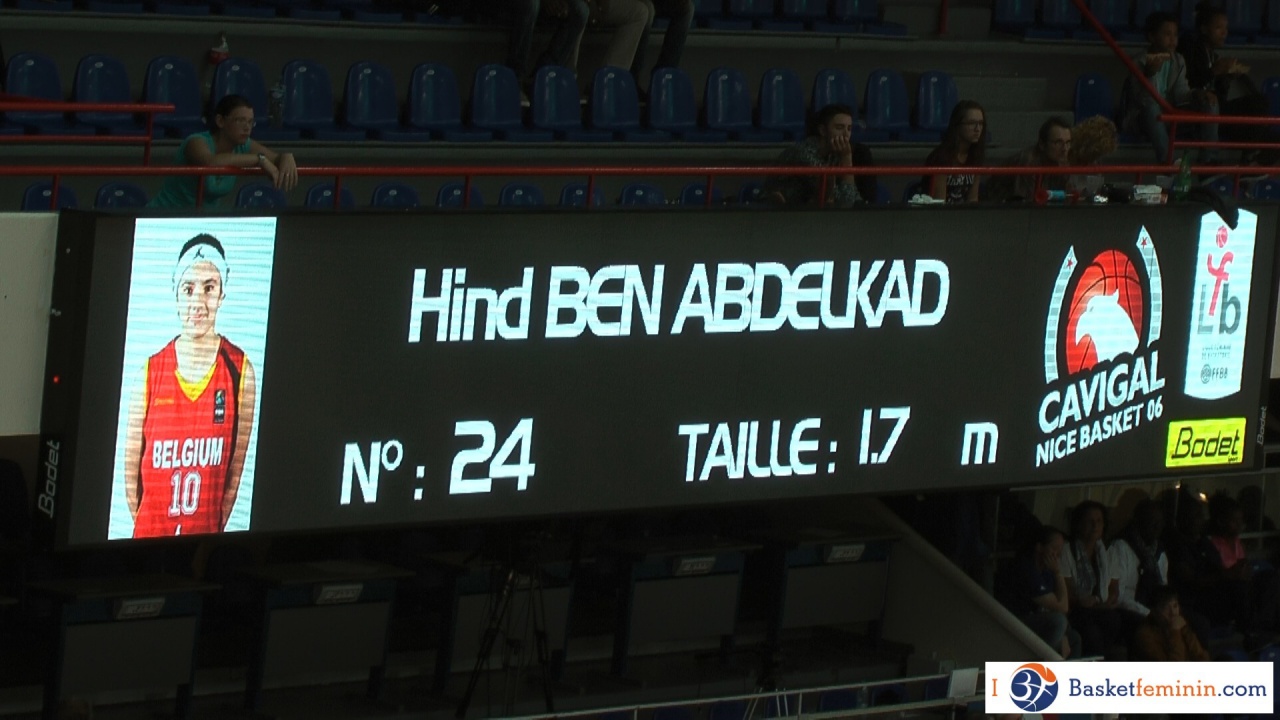 Hind BEN ABDELKAD
N° : 24
TAILLE : 1.7 m
BELGIUM
10
CAVIGAL
NICE BASKET 06
lfb
FFBB
Bodet
Bodet
Bodet
I Basketfeminin.com